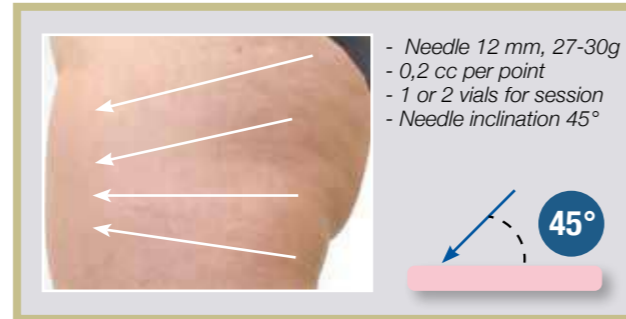 - Needle 12 mm, 27-30g
- 0,2 cc per point
- 1 or 2 vials for session
- Needle inclination 45°
45°